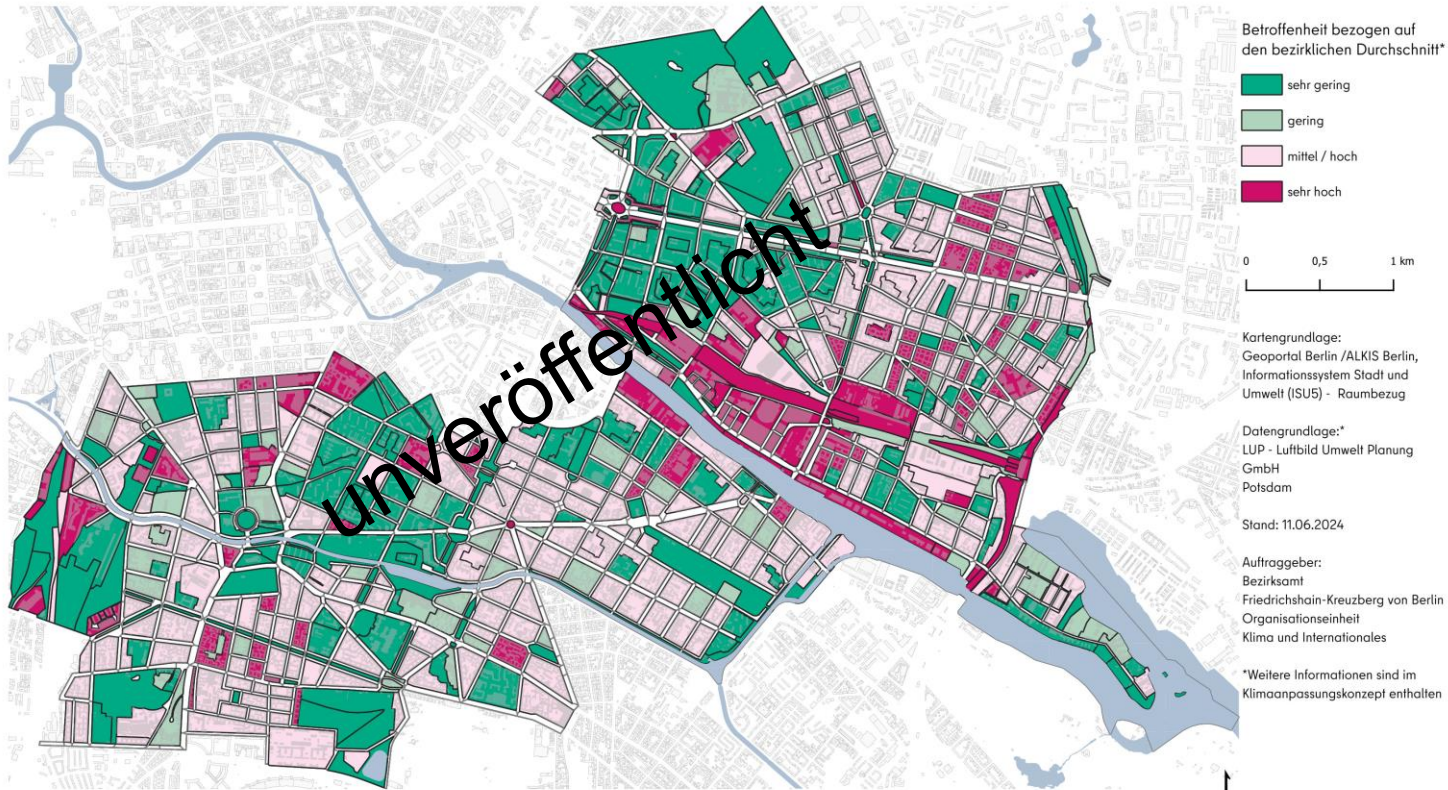 Betroffenheit bezogen auf
den bezirklichen Durchschnitt*
sehr gering
gering
mittel / hoch
sehr hoch
0 0,5 1 km
Kartengrundlage:
Geoportal Berlin /ALKIS Berlin,
Informationssystem Stadt und
Umwelt (ISU5) - Raumbezug
Datengrundlage:*
LUP - Luftbild Umwelt Planung
GmbH
Potsdam
Stand: 11.06.2024
Auftraggeber:
Bezirksamt
Friedrichshain-Kreuzberg von Berlin
Organisationseinheit
Klima und Internationales
*Weitere Informationen sind im
Klimaanpassungskonzept enthalten
unveröffentlicht